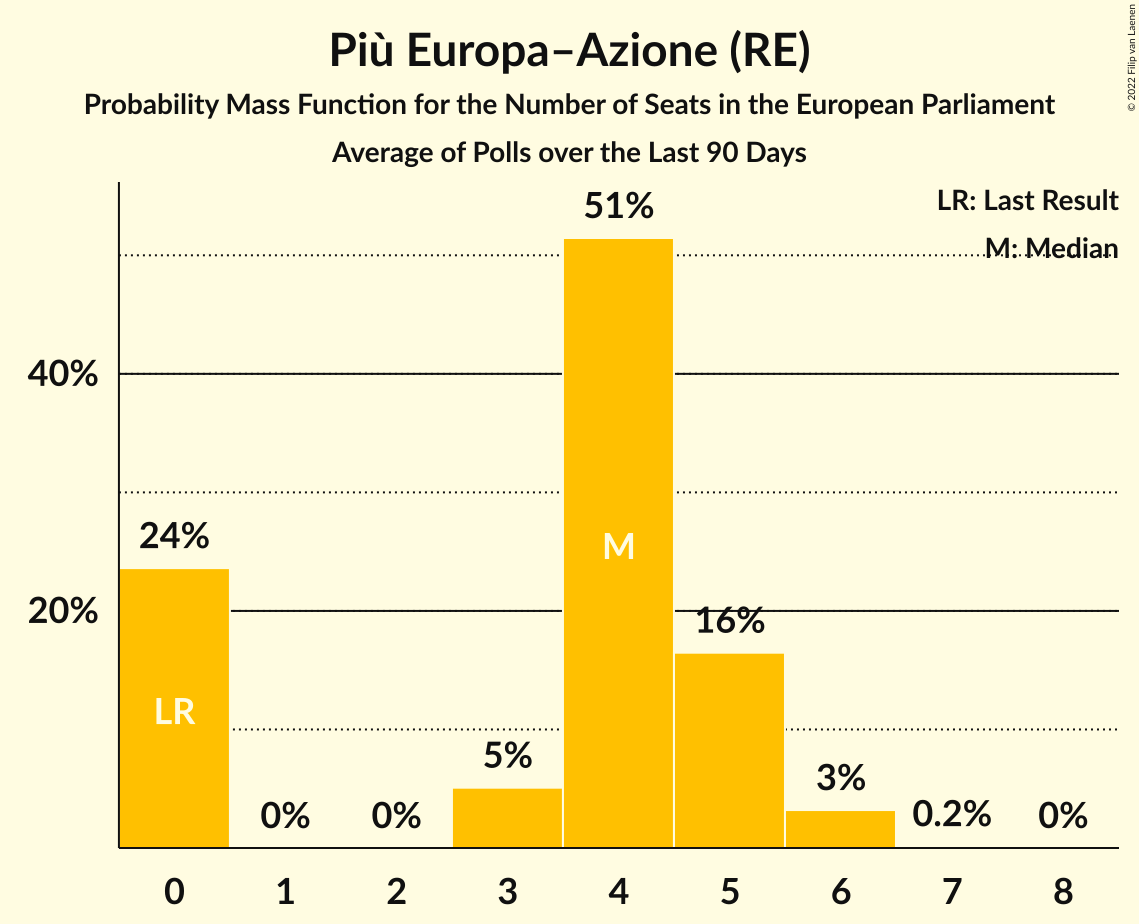 Più Europa–Azione (RE)
Probability Mass Function for the Number of Seats in the European Parliament
Average of Polls over the Last 90 Days
© 2022 Filip van Laenen
LR: Last Result
M: Median
51%
40%
24%
M
20%
16%
LR
5%
3%
0%
0%
0.2%
0%
0 1 2 3 4 5 6 7 8